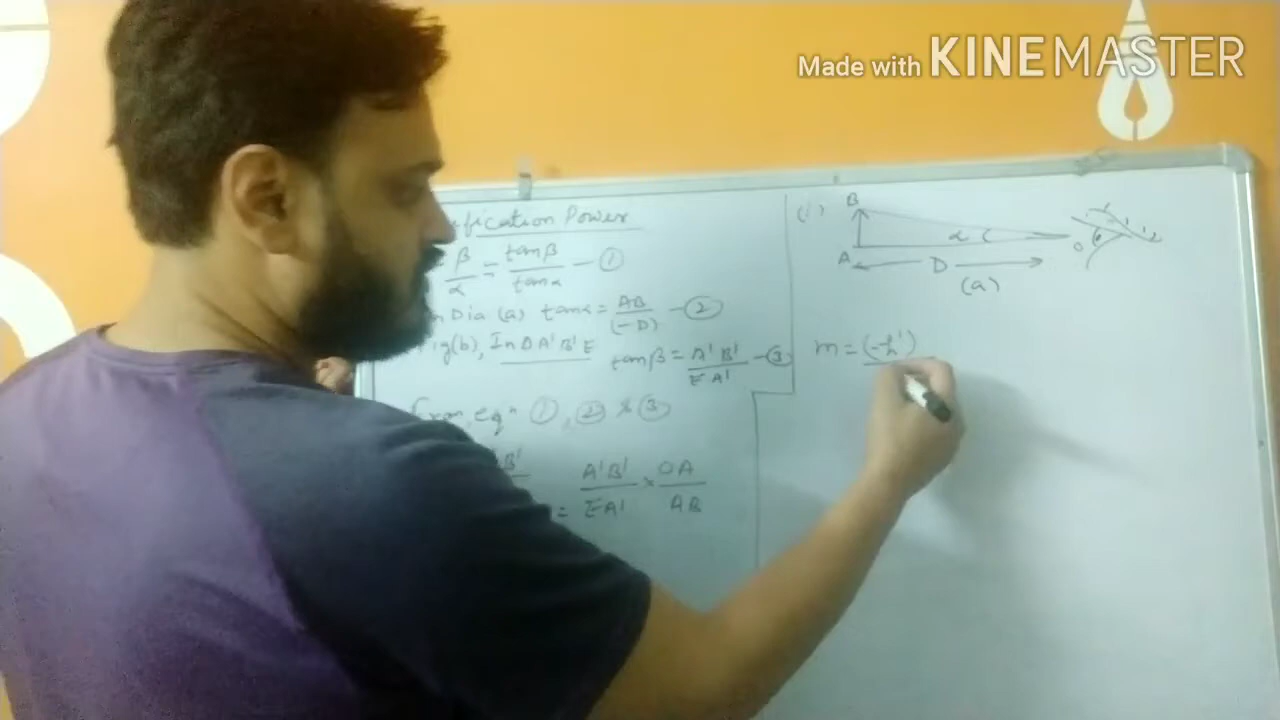 Made with KINEMASTER
fication Power
β/α = tanβ/tanα — ①
Dia (a) tanα = AB/(-D) — ②
fig(b), In Δ A'B'E tanβ = A'B'/EA' — ③
From eqⁿ ①, ② & ③
B' = A'B'/EA' × OA/AB
(i) B
α
A D
(a)
m = (-h')